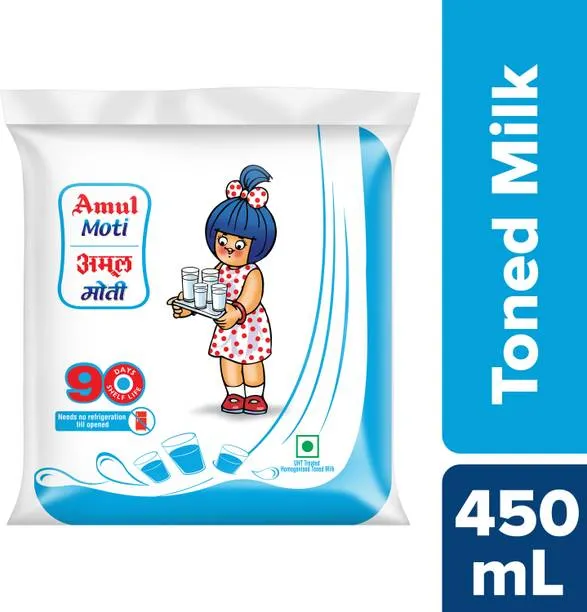 Amul
Moti
अमूल
मोती
90
DAYS
SHELF LIFE
Needs no refrigeration
till opened
UHT Treated
Homogenised Toned Milk
Toned Milk
450
mL